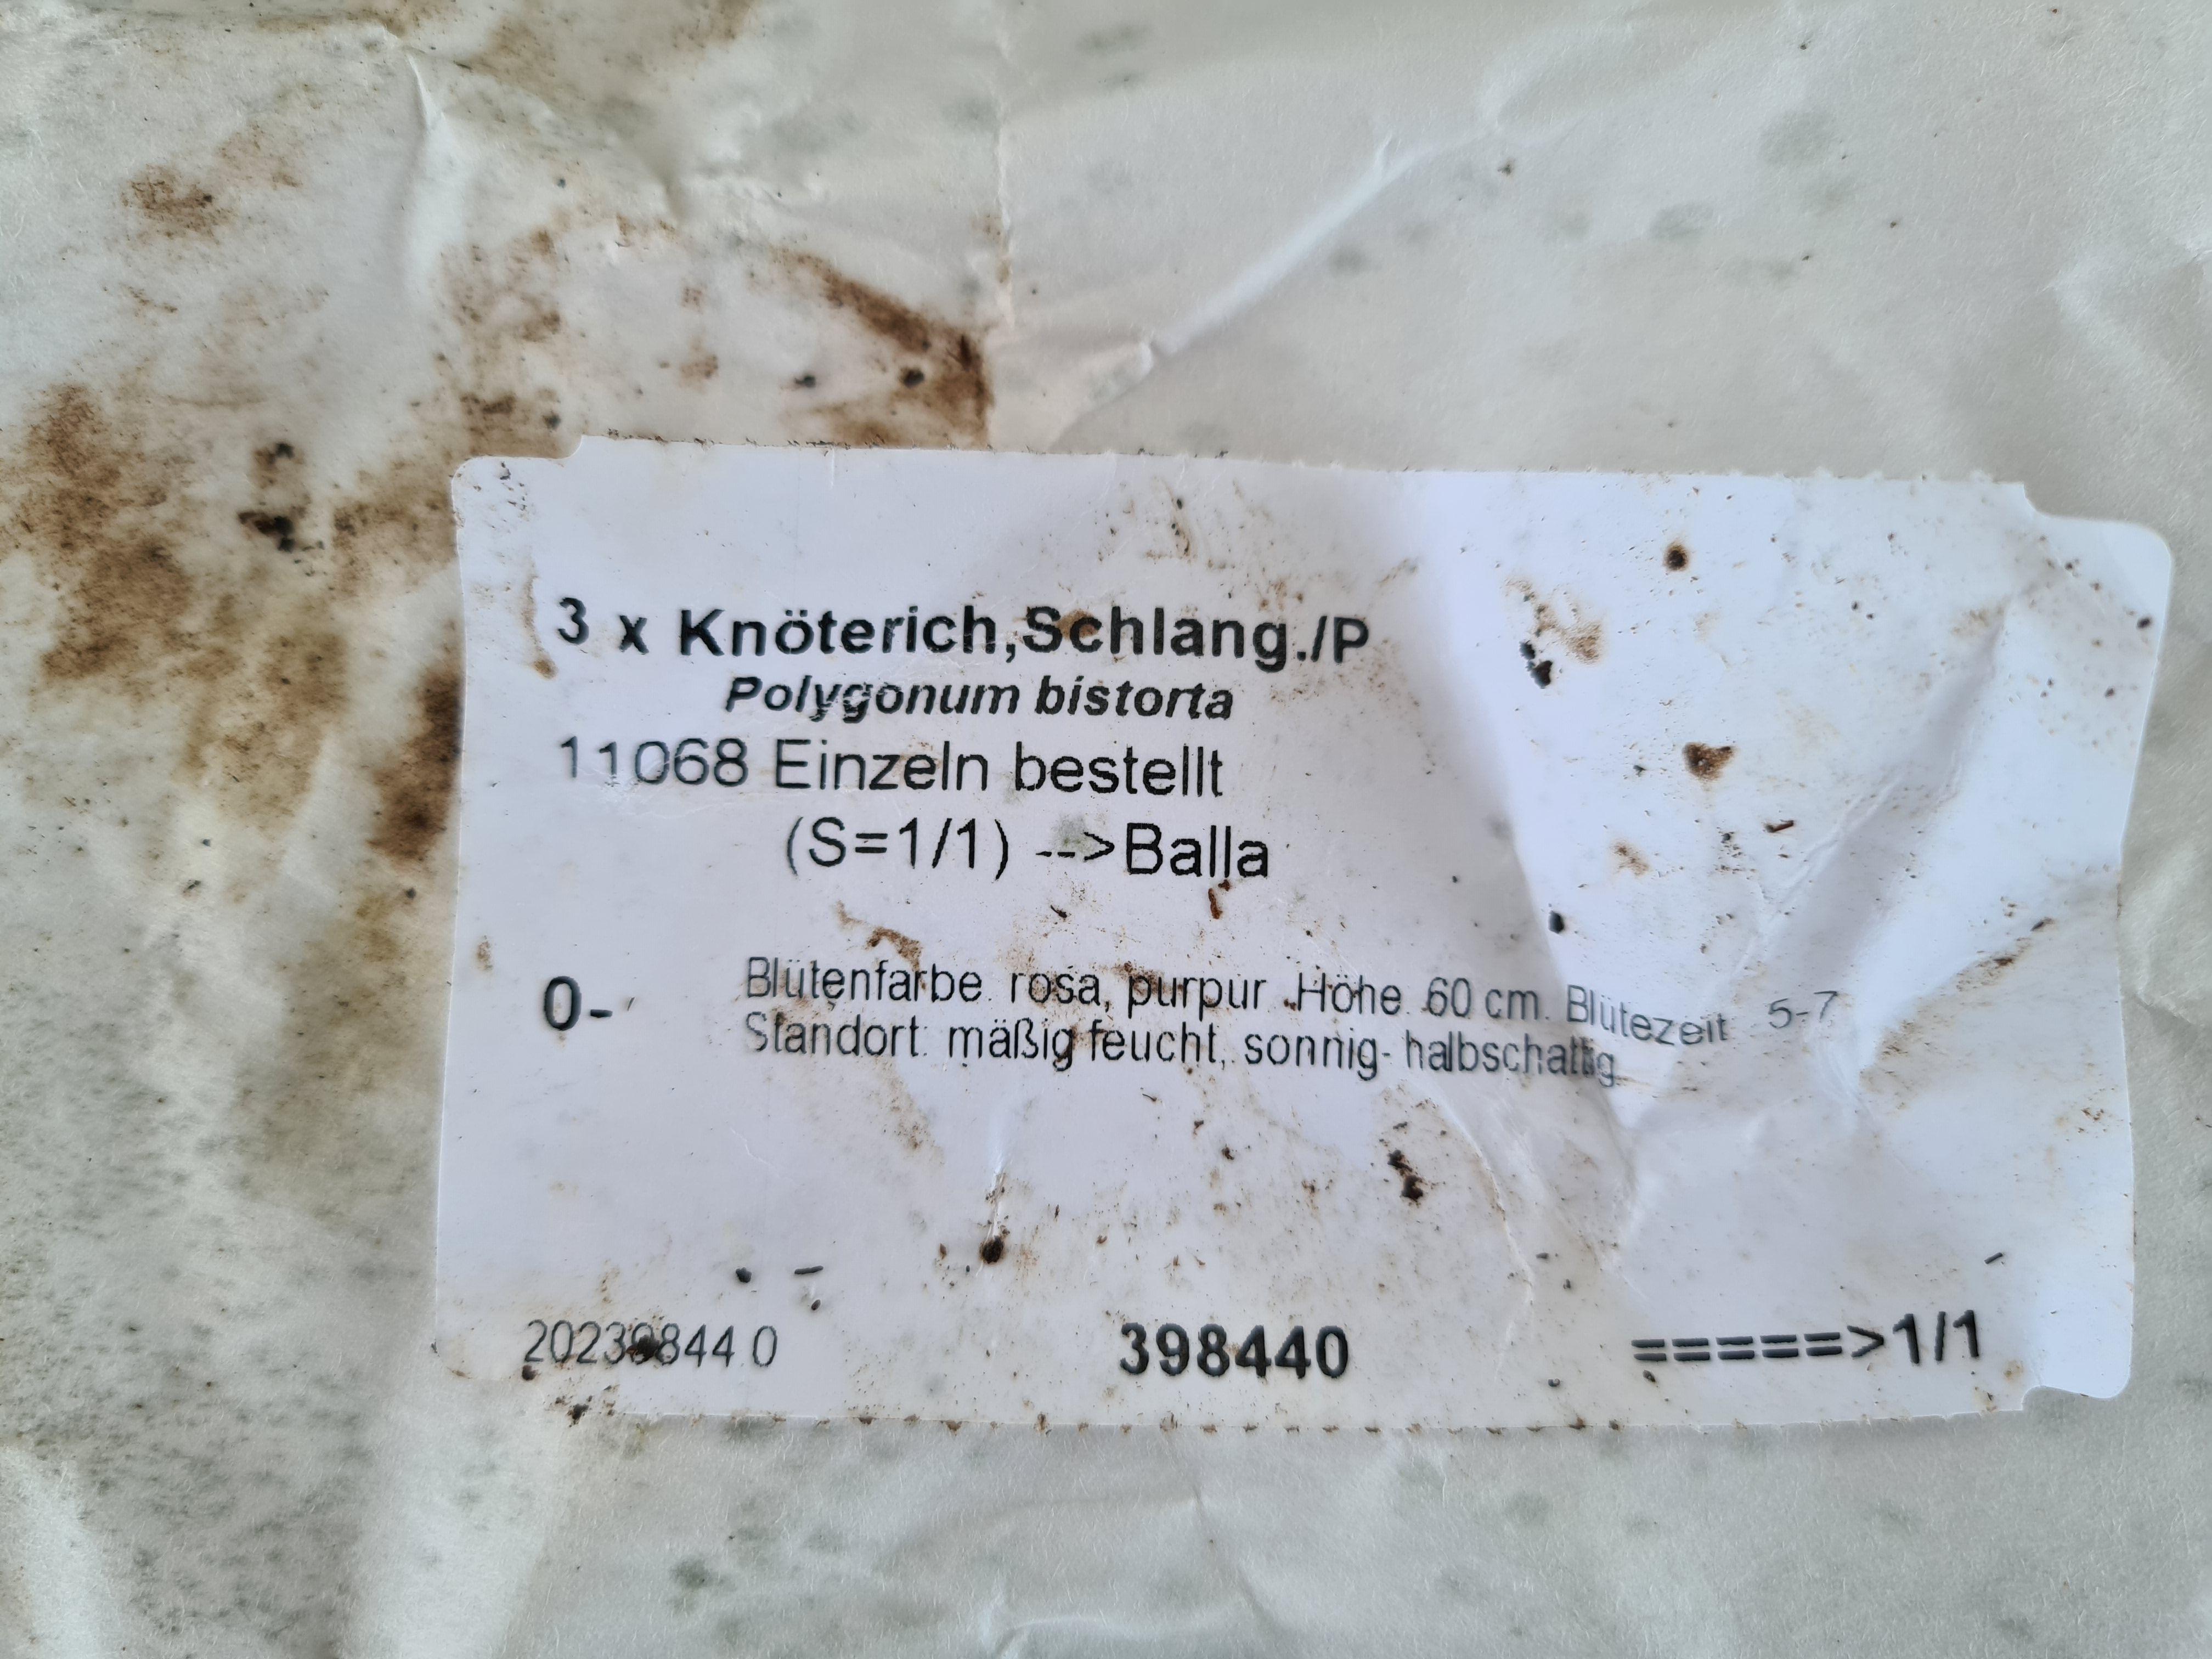 3 x Knöterich,Schlang./P
Polygonum bistorta
11068 Einzeln bestellt
(S=1/1) -->Balla
0-
Blütenfarbe: rosa, purpur .Höhe: 60 cm. Blütezeit : 5-7
Standort: mäßig feucht, sonnig- halbschattig
202398440 398440 =====>1/1